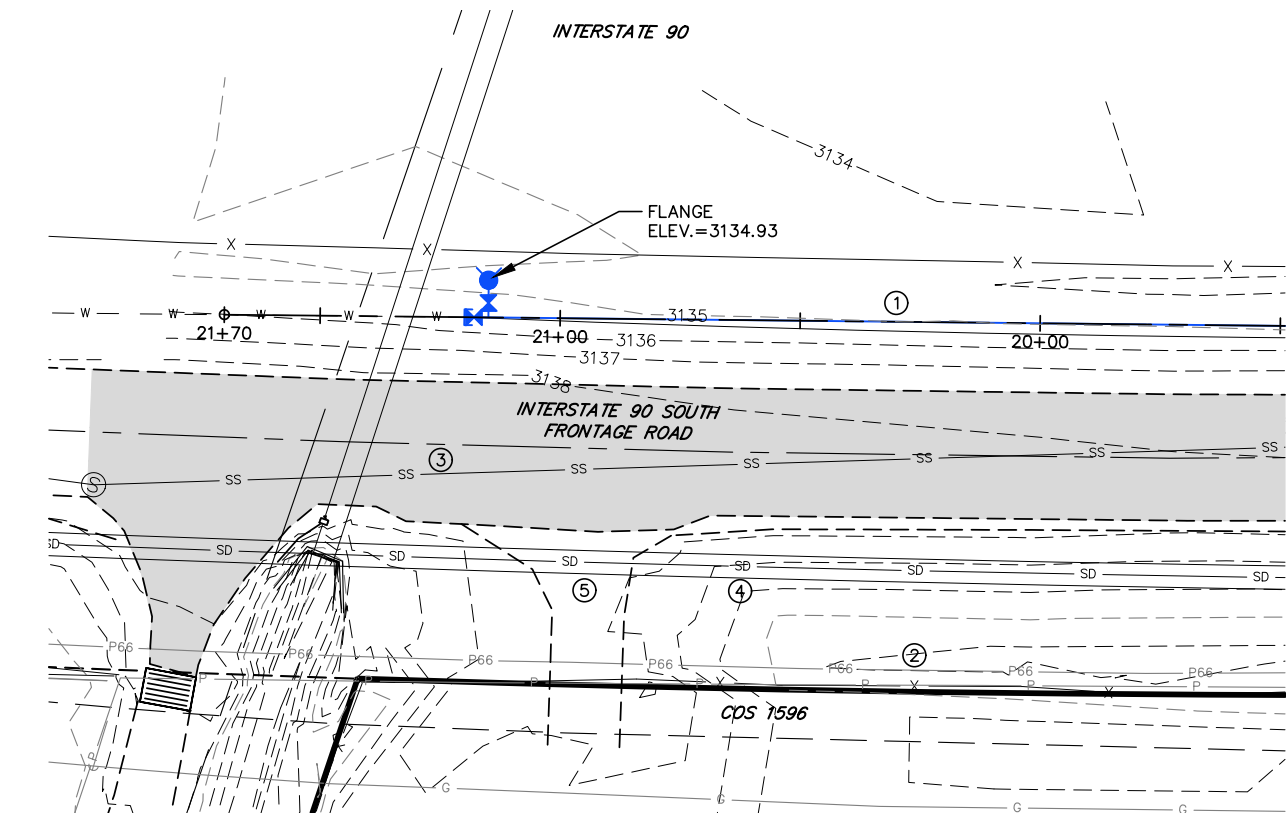 INTERSTATE 90
3134
FLANGE
ELEV.=3134.93
X
X
X
X
1
W
W
W
W
W
3135
21+70
21+00
3136
20+00
3137
3138
INTERSTATE 90 SOUTH
FRONTAGE ROAD
3
SS
SS
SS
SS
SS
SS
SS
S
SD
SD
SD
SD
SD
SD
SD
SD
5
4
2
P66
P66
P66
P66
P66
P66
P66
P
P
P
P
P
P
P
X
X
X
COS 1596
P
X
G
G
G
G